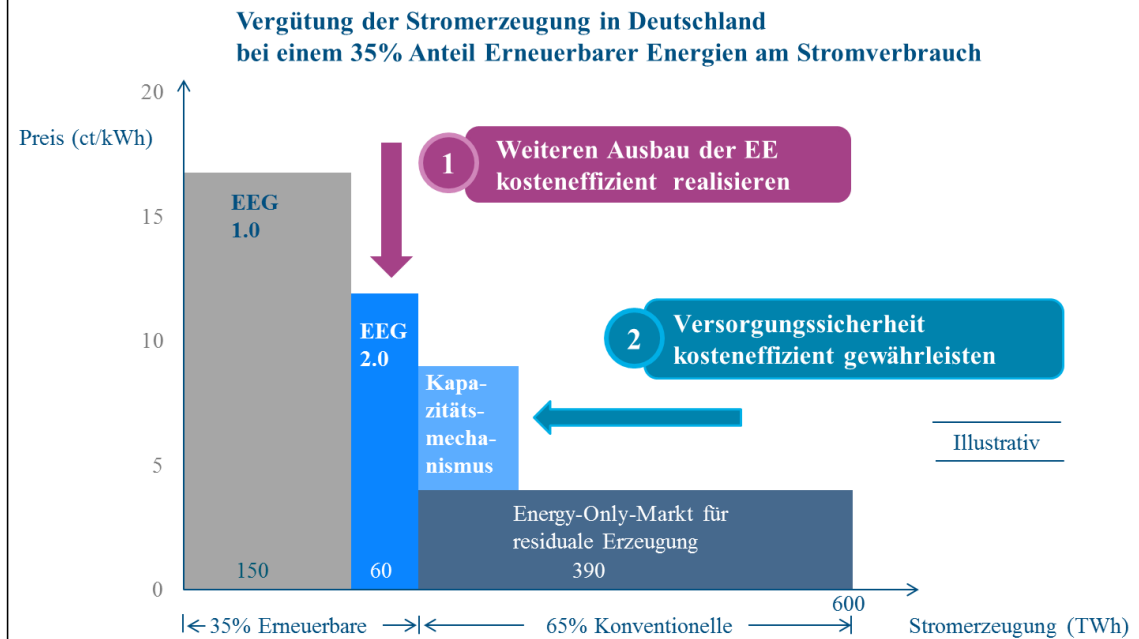 Vergütung der Stromerzeugung in Deutschland
bei einem 35% Anteil Erneuerbarer Energien am Stromverbrauch
Preis (ct/kWh)
20
15
10
5
0
1
Weiteren Ausbau der EE
kosteneffizient realisieren
EEG
1.0
EEG
2.0
2
Versorgungssicherheit
kosteneffizient gewährleisten
Kapa-
zitäts-
mecha-
nismus
Illustrativ
Energy-Only-Markt für
residuale Erzeugung
150
60
390
600
35% Erneuerbare
65% Konventionelle
Stromerzeugung (TWh)